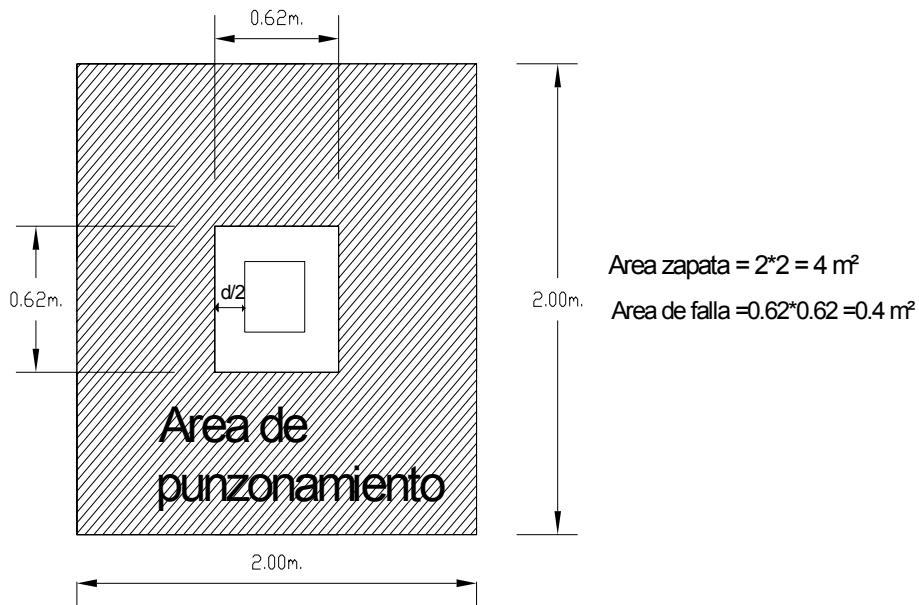 0.62m.
0.62m.
d/2
2.00m.
Area zapata = 2*2 = 4 m²
Area de falla =0.62*0.62 =0.4 m²
Area de
punzonamiento
2.00m.